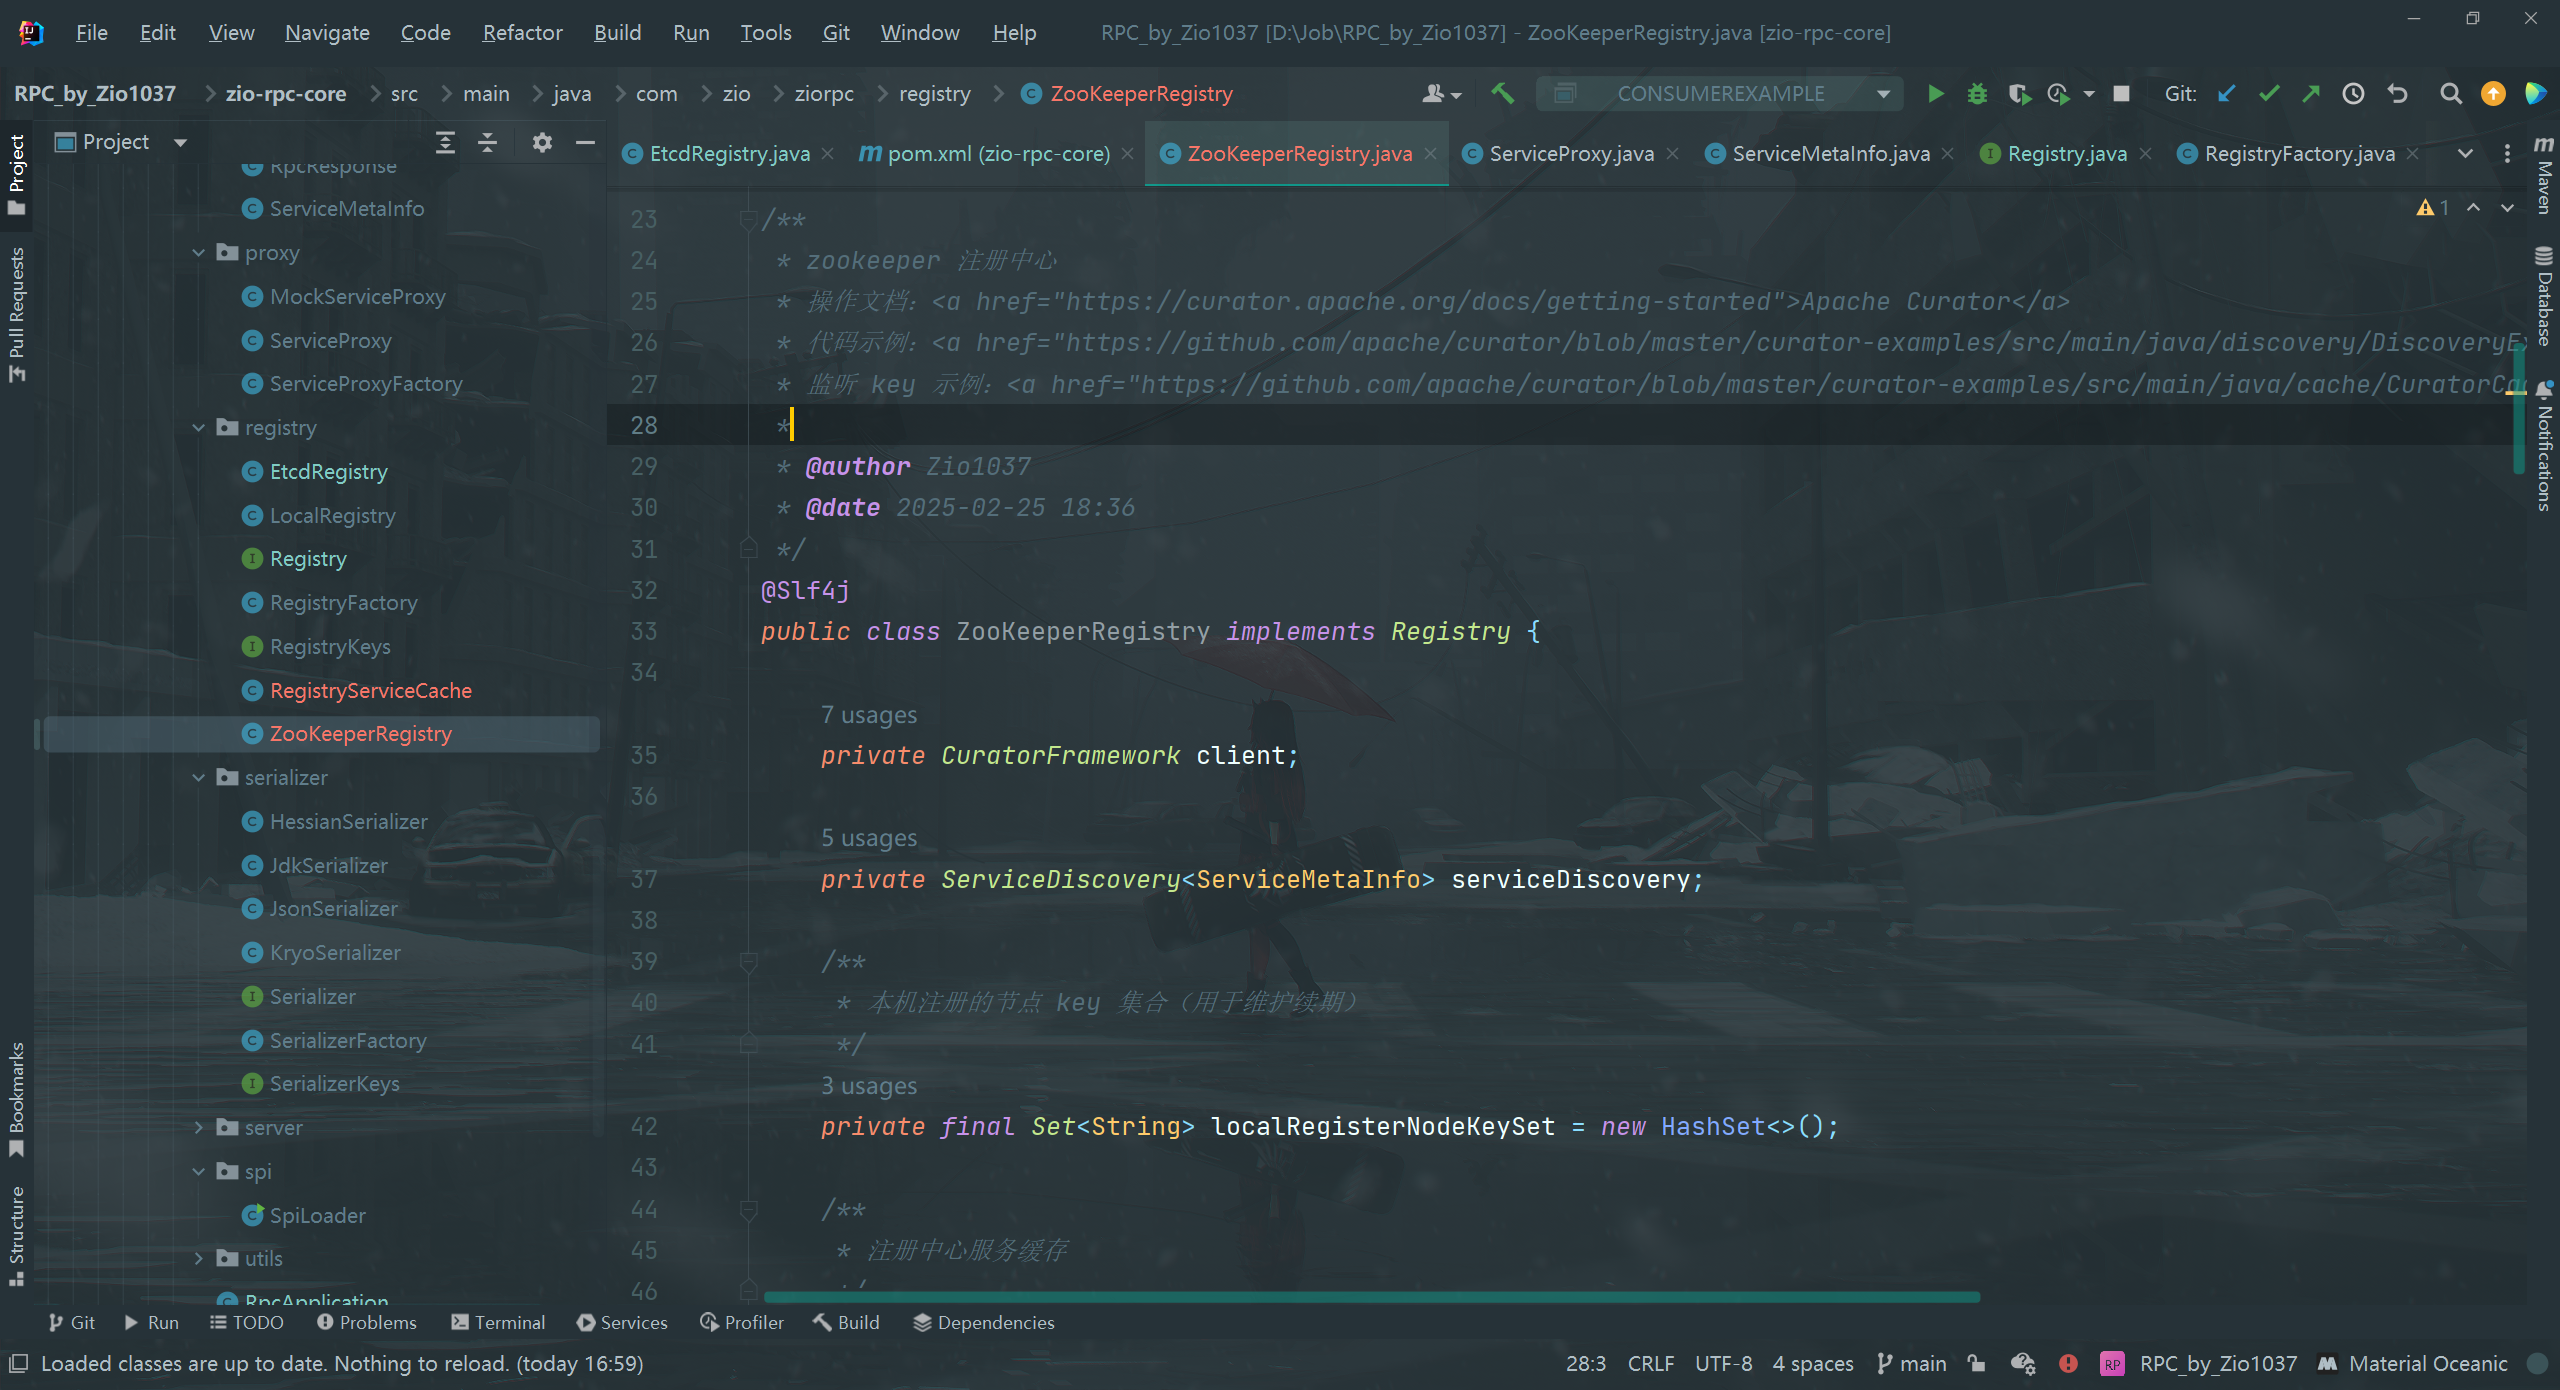 File Edit View Navigate Code Refactor Build Run Tools Git Window Help RPC_by_Zio1037 [D:\Job\RPC_by_Zio1037] - ZooKeeperRegistry.java [zio-rpc-core]
RPC_by_Zio1037 zio-rpc-core src main java com zio ziorpc registry ZooKeeperRegistry CONSUMEREXAMPLE Git:
Project
EtcdRegistry.java pom.xml (zio-rpc-core) ZooKeeperRegistry.java ServiceProxy.java ServiceMetaInfo.java Registry.java RegistryFactory.java
Project
Pull Requests
Bookmarks
Structure
RpcResponse
ServiceMetaInfo
proxy
MockServiceProxy
ServiceProxy
ServiceProxyFactory
registry
EtcdRegistry
LocalRegistry
Registry
RegistryFactory
RegistryKeys
RegistryServiceCache
ZooKeeperRegistry
serializer
HessianSerializer
JdkSerializer
JsonSerializer
KryoSerializer
Serializer
SerializerFactory
SerializerKeys
server
spi
SpiLoader
utils
RpcApplication
1
23 /**
24 * zookeeper 注册中心
25 * 操作文档：<a href="https://curator.apache.org/docs/getting-started">Apache Curator</a>
26 * 代码示例：<a href="https://github.com/apache/curator/blob/master/curator-examples/src/main/java/discovery/DiscoveryE
27 * 监听 key 示例：<a href="https://github.com/apache/curator/blob/master/curator-examples/src/main/java/cache/CuratorCa
28 *
29 * @author Zio1037
30 * @date 2025-02-25 18:36
31 */
32 @Slf4j
33 public class ZooKeeperRegistry implements Registry {
34
7 usages
35 private CuratorFramework client;
36
5 usages
37 private ServiceDiscovery<ServiceMetaInfo> serviceDiscovery;
38
39 /**
40 * 本机注册的节点 key 集合（用于维护续期）
41 */
3 usages
42 private final Set<String> localRegisterNodeKeySet = new HashSet<>();
43
44 /**
45 * 注册中心服务缓存
46 */
Maven
Database
Notifications
Git Run TODO Problems Terminal Services Profiler Build Dependencies
Loaded classes are up to date. Nothing to reload. (today 16:59) 28:3 CRLF UTF-8 4 spaces main RP RPC_by_Zio1037 Material Oceanic